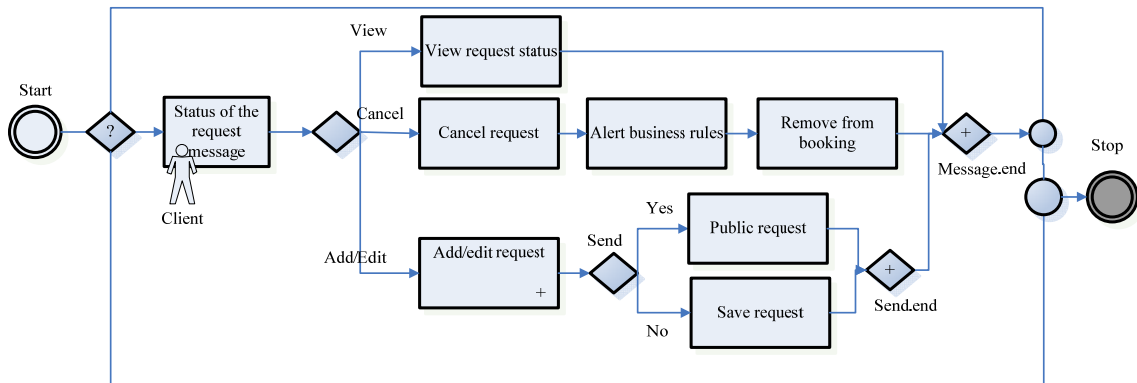 View
View request status
Start
?
Status of the
request
message
Cancel
Cancel request
Alert business rules
Remove from
booking
+
Message.end
Stop
Client
Yes
Public request
Add/Edit
Add/edit request
+
Send
+
Send.end
Save request
No